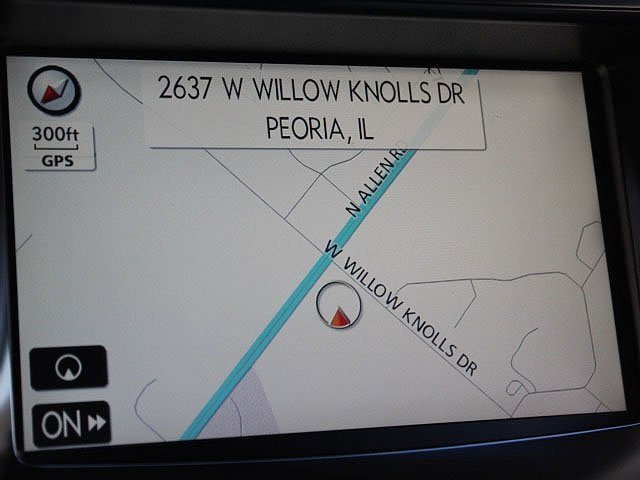 2637 W WILLOW KNOLLS DR
PEORIA, IL
300ft
GPS
N ALLEN RD
W WILLOW KNOLLS DR
ON